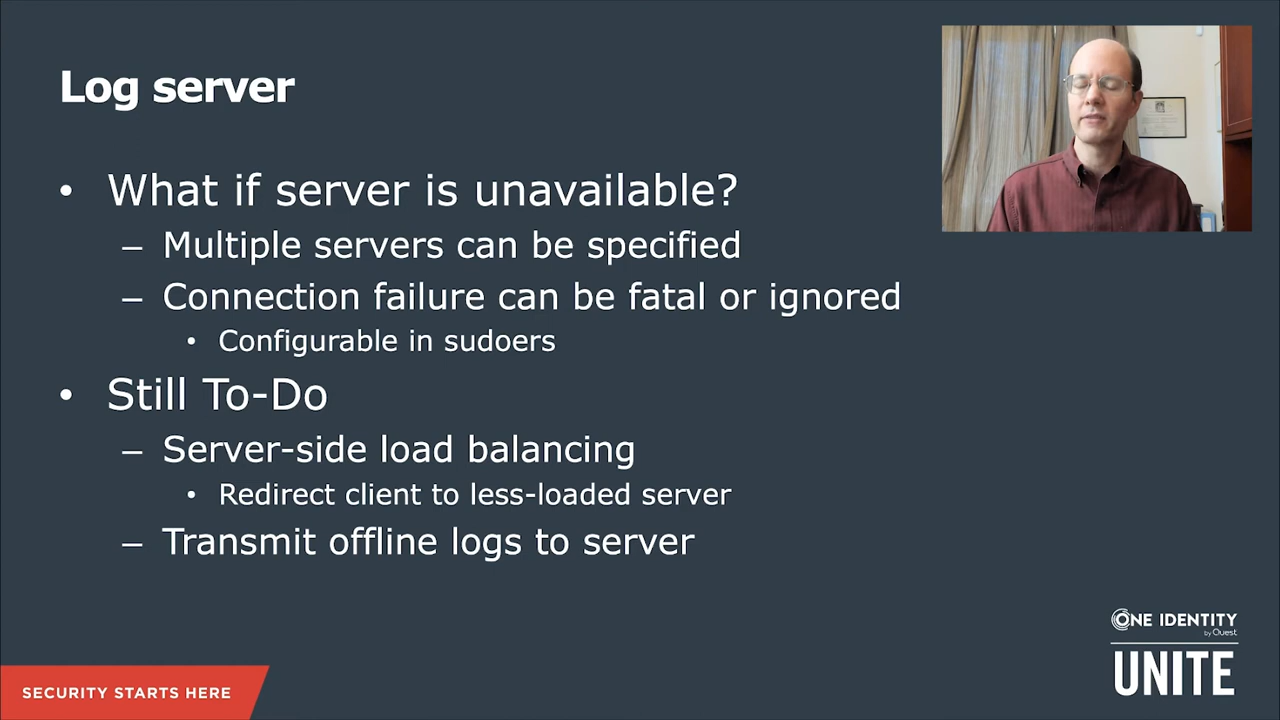 Log server
• What if server is unavailable?
– Multiple servers can be specified
– Connection failure can be fatal or ignored
• Configurable in sudoers
• Still To-Do
– Server-side load balancing
• Redirect client to less-loaded server
– Transmit offline logs to server
ONE IDENTITY
by Quest
UNITE
SECURITY STARTS HERE